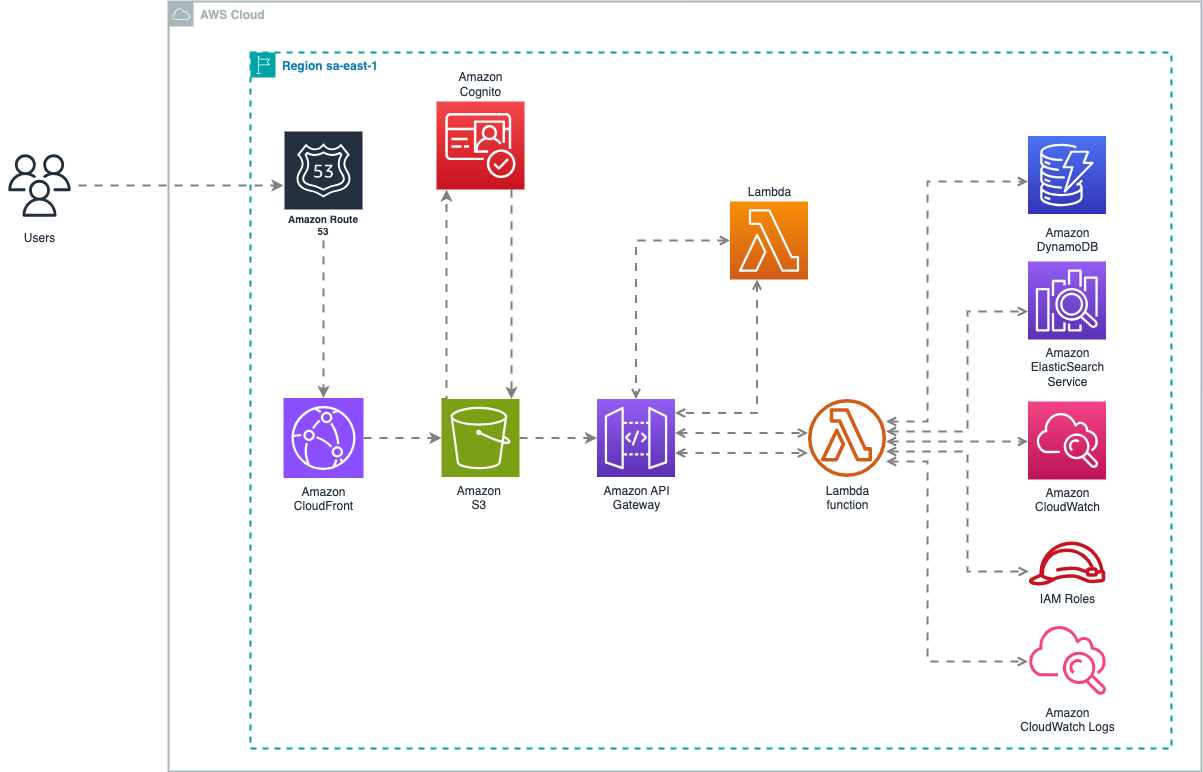 AWS Cloud
Region sa-east-1
Amazon
Cognito
53
Amazon Route
53
Users
Lambda
Amazon
DynamoDB
Amazon
ElasticSearch
Service
</>
Amazon
CloudFront
Amazon
S3
Amazon API
Gateway
Lambda
function
Amazon
CloudWatch
IAM Roles
Amazon
CloudWatch Logs